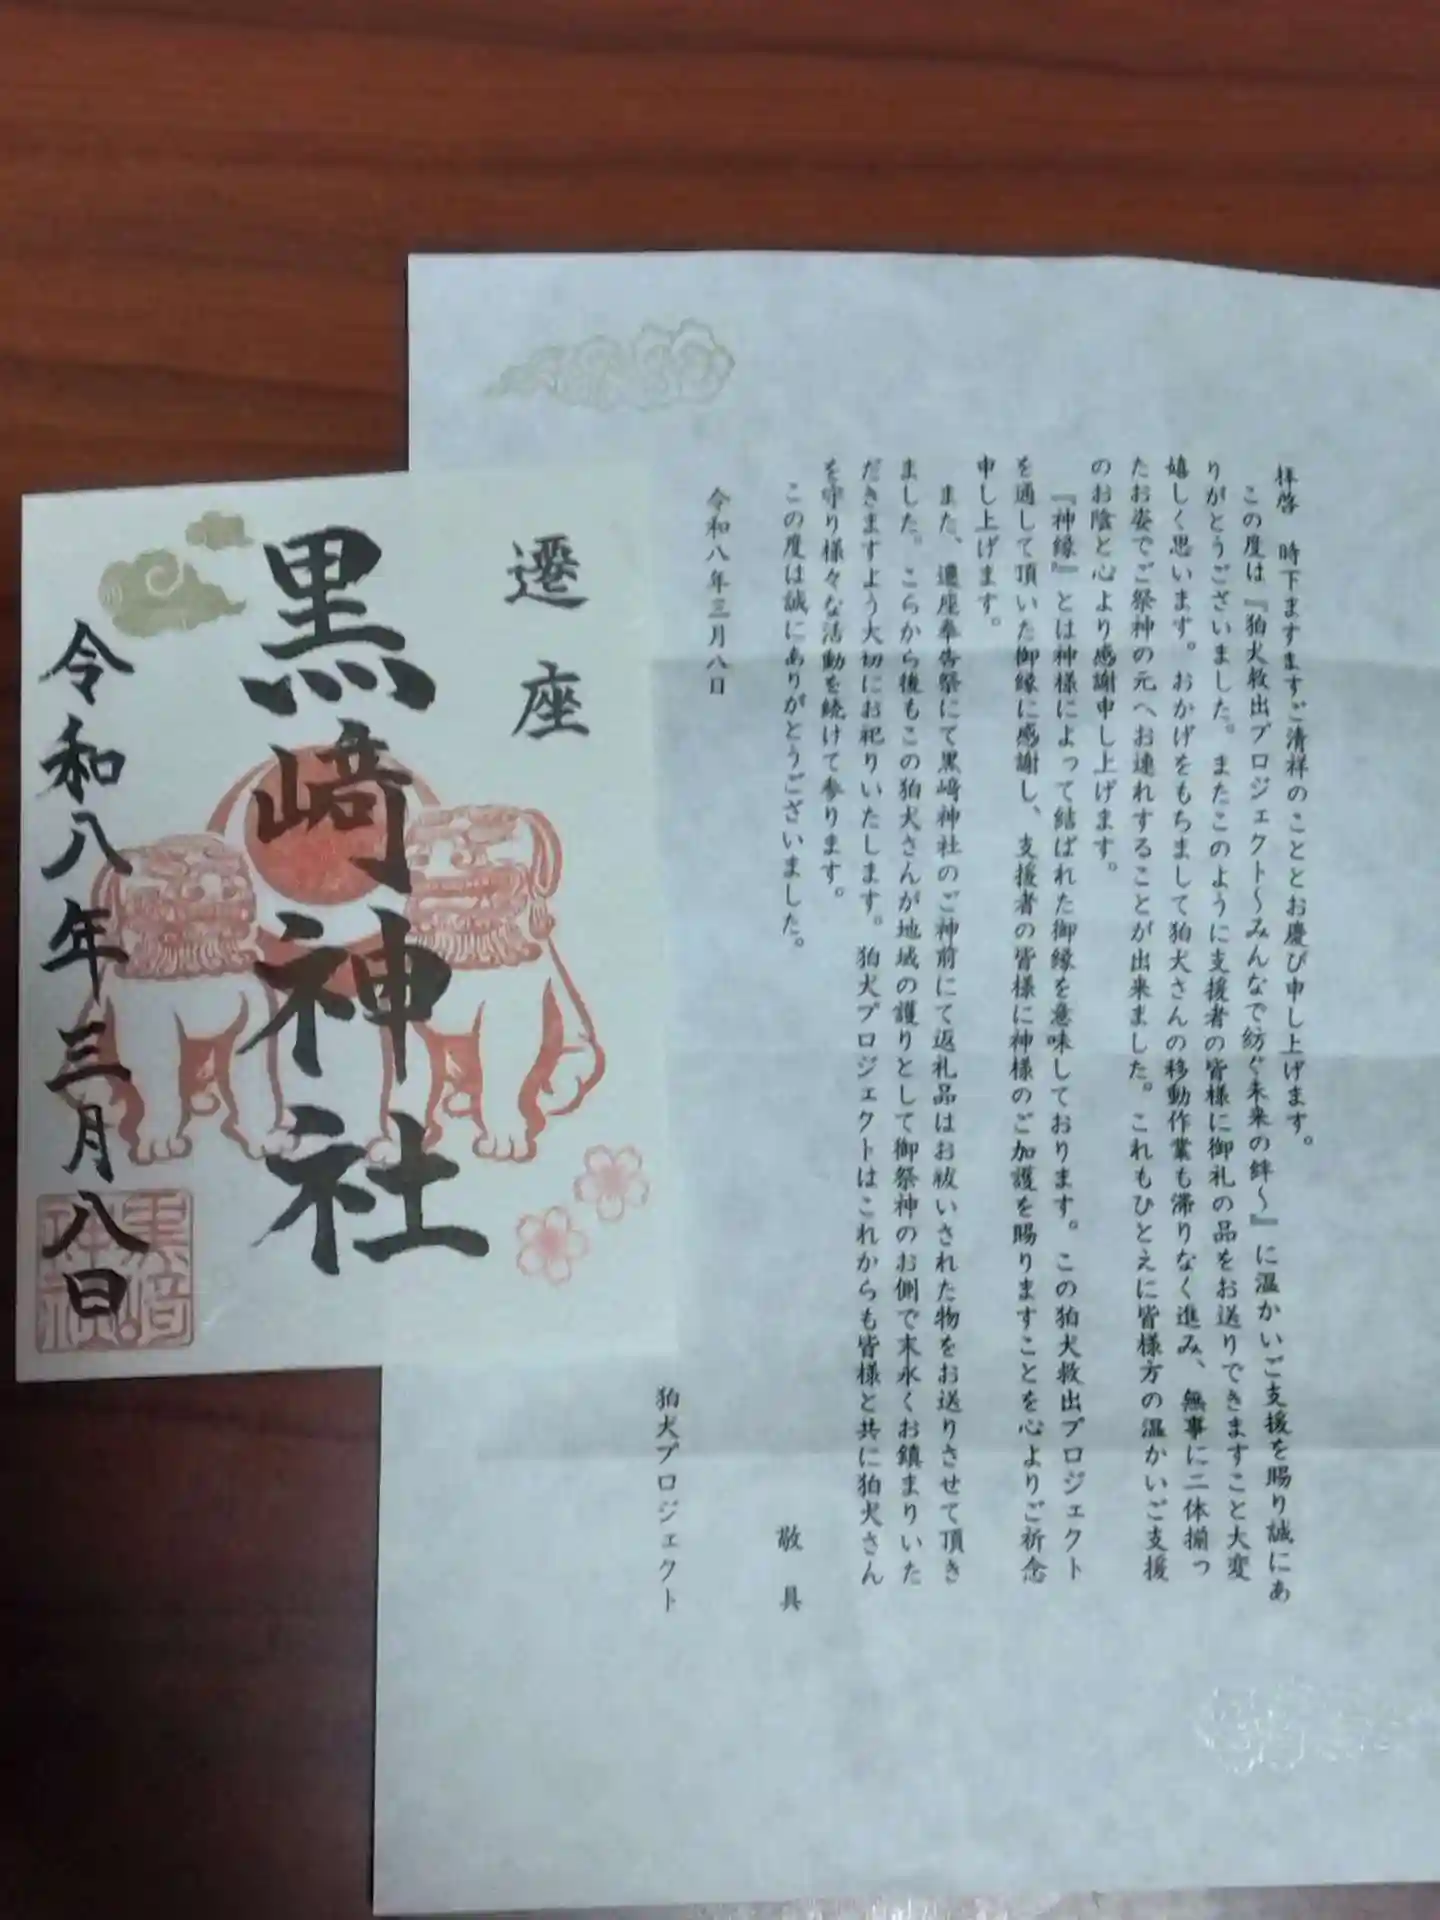 拝啓　時下ますますご清祥のこととお慶び申し上げます。
この度は『狛犬救出プロジェクト～みんなで紡ぐ未来の絆～』に温かいご支援を賜り誠にあ
りがとうございました。またこのように支援者の皆様に御礼の品をお送りできますこと大変
嬉しく思います。おかげをもちまして狛犬さんの移動作業も滞りなく進み、無事に二体揃っ
たお姿でご祭神の元へお連れすることが出来ました。これもひとえに皆様方の温かいご支援
のお陰と心より感謝申し上げます。
『神縁』とは神様によって結ばれた御縁を意味しております。この狛犬救出プロジェクト
を通して頂いた御縁に感謝し、支援者の皆様に神様のご加護を賜りますことを心よりご祈念
申し上げます。
また、遷座奉告祭にて黒﨑神社のご神前にて返礼品はお祓いされた物をお送りさせて頂き
ました。こらから後もこの狛犬さんが地域の護りとして御祭神のお側で末永くお鎮まりいた
だきますよう大切にお祀りいたします。狛犬プロジェクトはこれからも皆様と共に狛犬さん
を守り様々な活動を続けて参ります。
この度は誠にありがとうございました。
敬具
令和八年三月八日
狛犬プロジェクト
遷座
黒﨑神社
令和八年三月八日
黒﨑
神社